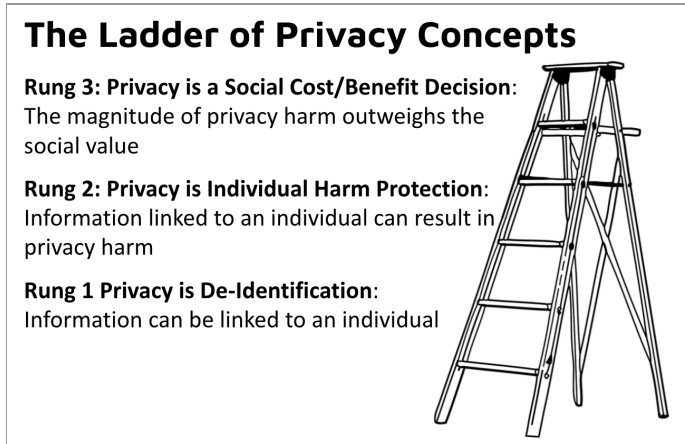 The Ladder of Privacy Concepts
Rung 3: Privacy is a Social Cost/Benefit Decision:
The magnitude of privacy harm outweighs the
social value
Rung 2: Privacy is Individual Harm Protection:
Information linked to an individual can result in
privacy harm
Rung 1 Privacy is De-Identification:
Information can be linked to an individual